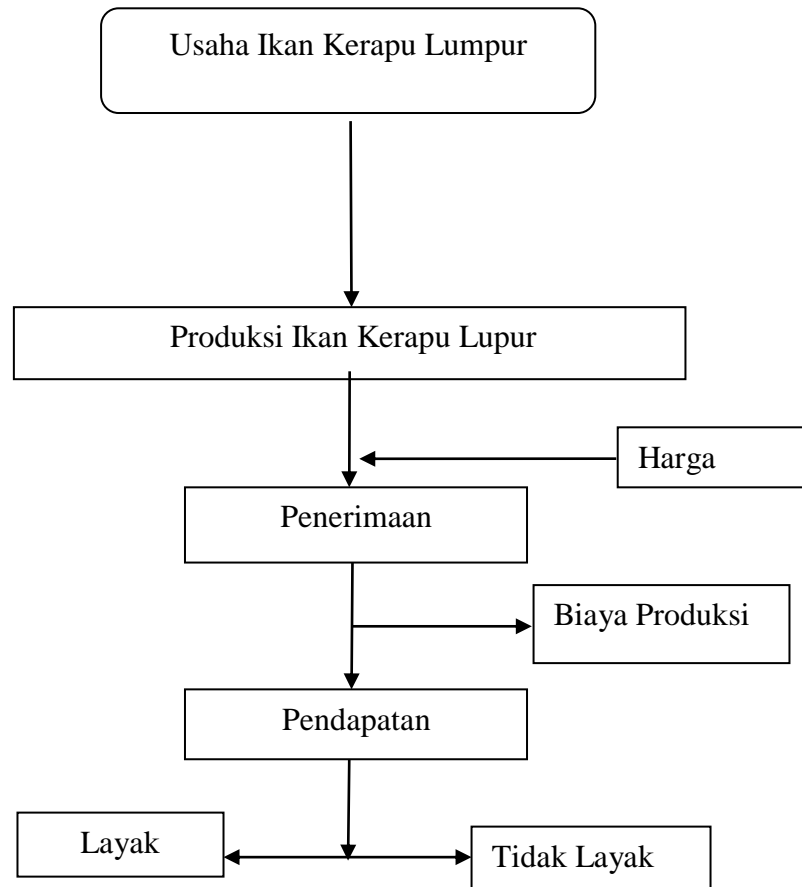 Usaha Ikan Kerapu Lumpur
Produksi Ikan Kerapu Lupur
Harga
Penerimaan
Biaya Produksi
Pendapatan
Layak
Tidak Layak